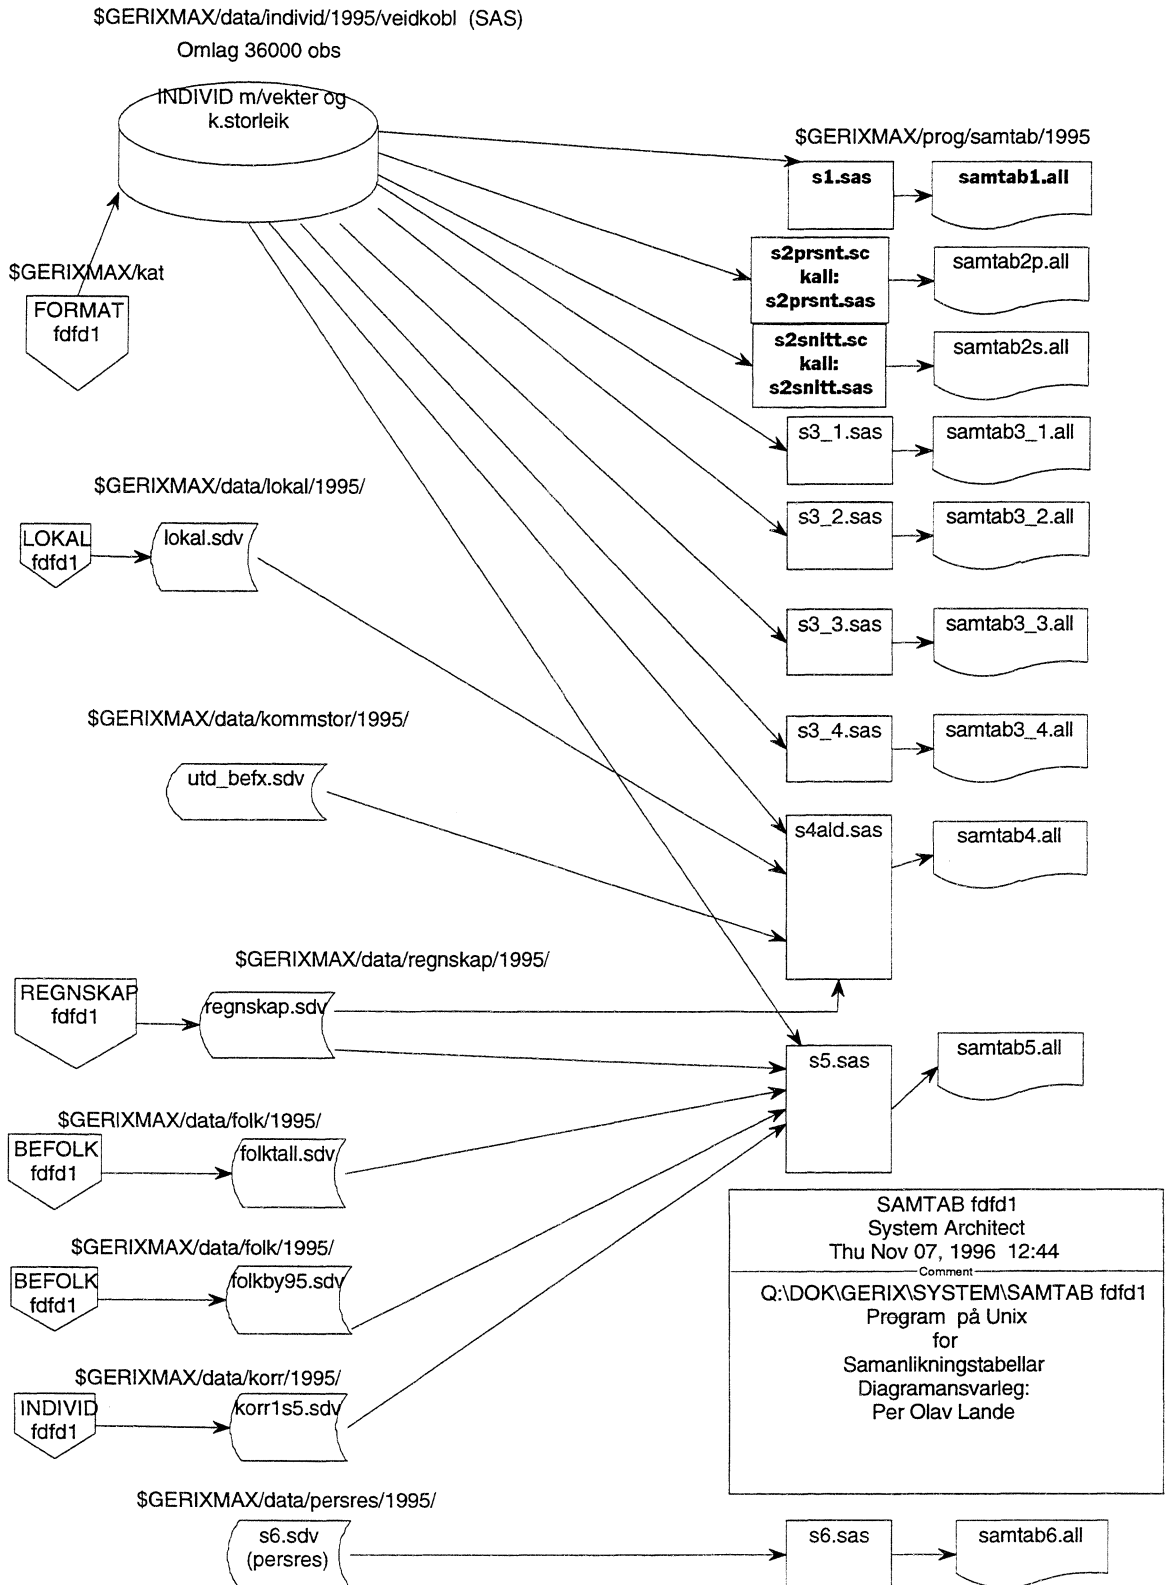 $GERIXMAX/data/individ/1995/veidkobl (SAS)
Omlag 36000 obs
INDIVID m/vekter og
k.storleik
$GERIXMAX/prog/samtab/1995
s1.sas
samtab1.all
s2prsnt.sc
kall:
s2prsnt.sas
samtab2p.all
$GERIXMAX/kat
FORMAT
fdfd1
s2snitt.sc
kall:
s2snitt.sas
samtab2s.all
s3_1.sas
samtab3_1.all
$GERIXMAX/data/lokal/1995/
LOKAL
fdfd1
lokal.sdv
s3_2.sas
samtab3_2.all
s3_3.sas
samtab3_3.all
$GERIXMAX/data/kommstor/1995/
utd_befx.sdv
s3_4.sas
samtab3_4.all
s4ald.sas
samtab4.all
$GERIXMAX/data/regnskap/1995/
REGNSKAP
fdfd1
regnskap.sdv
s5.sas
samtab5.all
$GERIXMAX/data/folk/1995/
BEFOLK
fdfd1
folktall.sdv
$GERIXMAX/data/folk/1995/
BEFOLK
fdfd1
folkby95.sdv
$GERIXMAX/data/korr/1995/
INDIVID
fdfd1
korr1s5.sdv
SAMTAB fdfd1
System Architect
Thu Nov 07, 1996 12:44
Comment
Q:\DOK\GERIX\SYSTEM\SAMTAB fdfd1
Program på Unix
for
Samanlikningstabellar
Diagramansvarleg:
Per Olav Lande
$GERIXMAX/data/persres/1995/
s6.sdv
(persres)
s6.sas
samtab6.all